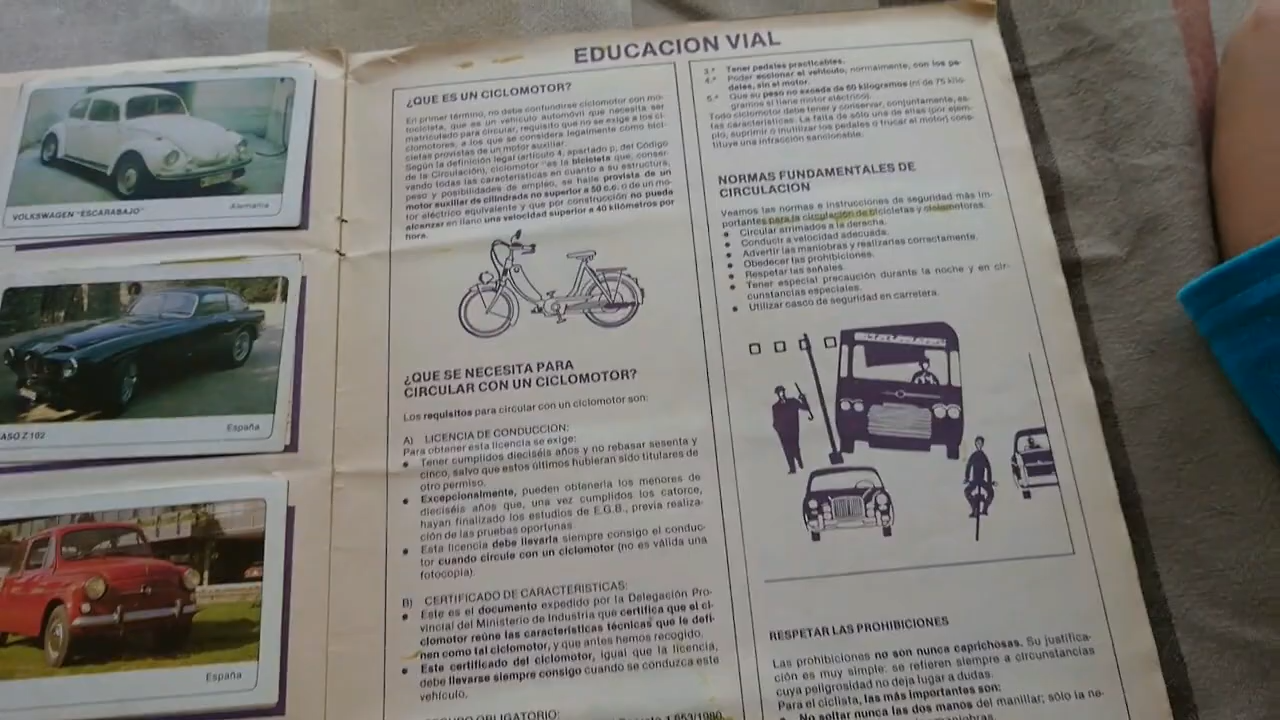 VOLKSWAGEN "ESCARABAJO"
Alemania
ASO Z 102
España
España
EDUCACION VIAL
¿QUE ES UN CICLOMOTOR?
En primer término, no debe confundirse ciclomotor con mo-
tocicleta, que es un vehículo automóvil que necesita ser
matriculado para circular, requisito que no se exige a los ci-
clomotores, a los que se considera legalmente como bici-
cletas provistas de un motor auxiliar.
Según la definición legal (artículo 4, apartado p, del Código
de la Circulación), ciclomotor "es la bicicleta que, conser-
vando todas las características en cuanto a su estructura,
peso y posibilidades de empleo, se halle provista de un
motor auxiliar de cilindrada no superior a 50 c.c. o de un mo-
tor eléctrico equivalente y que por construcción no pueda
alcanzar en llano una velocidad superior a 40 kilómetros por
hora.
¿QUE SE NECESITA PARA
CIRCULAR CON UN CICLOMOTOR?
Los requisitos para circular con un ciclomotor son:
A) LICENCIA DE CONDUCCION:
Para obtener esta licencia se exige:
● Tener cumplidos dieciséis años y no rebasar sesenta y
cinco, salvo que estos últimos hubieran sido titulares de
otro permiso.
● Excepcionalmente, pueden obtenerla los menores de
dieciséis años que, una vez cumplidos los catorce,
hayan finalizado los estudios de E.G.B., previa realiza-
ción de las pruebas oportunas.
● Esta licencia debe llevarla siempre consigo el conduc-
tor cuando circule con un ciclomotor (no es válida una
fotocopia).
B) CERTIFICADO DE CARACTERISTICAS:
● Este es el documento expedido por la Delegación Pro-
vincial del Ministerio de Industria que certifica que el ci-
clomotor reúne las características técnicas que le defi-
nen como tal ciclomotor, y que antes hemos recogido.
● Este certificado del ciclomotor, igual que la licencia,
debe llevarse siempre consigo cuando se conduzca este
vehículo.
OBLIGATORIO:
1.653/1980,
3.ª Tener pedales practicables.
4.ª Poder accionar el vehículo, normalmente, con los pe-
dales, sin el motor.
5.ª Que su peso no exceda de 60 kilogramos (ni de 75 kilo-
gramos si tiene motor eléctrico).
Todo ciclomotor debe tener y conservar, conjuntamente, es-
tas características. La falta de sólo una de ellas (por ejem-
plo, suprimir o inutilizar los pedales o trucar el motor) cons-
tituye una infracción sancionable.
NORMAS FUNDAMENTALES DE
CIRCULACION
Veamos las normas e instrucciones de seguridad más im-
portantes para la circulación de bicicletas y ciclomotores.
● Circular arrimados a la derecha.
● Conducir a velocidad adecuada.
● Advertir las maniobras y realizarlas correctamente.
● Obedecer las prohibiciones.
● Respetar las señales.
● Tener especial precaución durante la noche y en cir-
cunstancias especiales.
● Utilizar casco de seguridad en carretera.
RESPETAR LAS PROHIBICIONES
Las prohibiciones no son nunca caprichosas. Su justifica-
ción es muy simple: se refieren siempre a circunstancias
cuya peligrosidad no deja lugar a dudas.
Para el ciclista, las más importantes son:
● No soltar nunca las dos manos del manillar; sólo la ne-
maniobras.